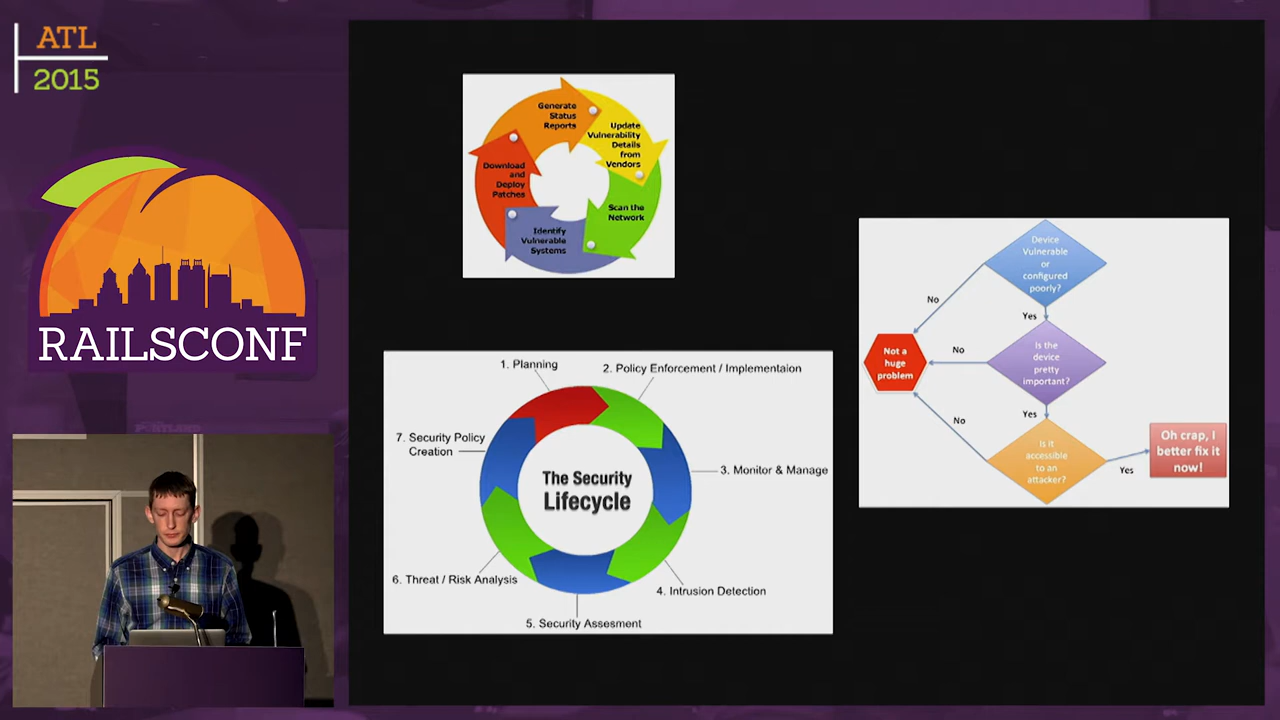 ATL
2015
RAILSCONF
Generate
Status
Reports
Update
Vulnerability
Details
from
Vendors
Scan the
Network
Identify
Vulnerable
Systems
Download
and
Deploy
Patches
1. Planning
2. Policy Enforcement / Implementaion
3. Monitor & Manage
4. Intrusion Detection
5. Security Assesment
6. Threat / Risk Analysis
7. Security Policy
Creation
The Security
Lifecycle
Device
Vulnerable
or
configured
poorly?
No
Yes
Is the
device
pretty
important?
No
Yes
Not a
huge
problem
Is it
accessible
to an
attacker?
No
Yes
Oh crap, I
better fix it
now!